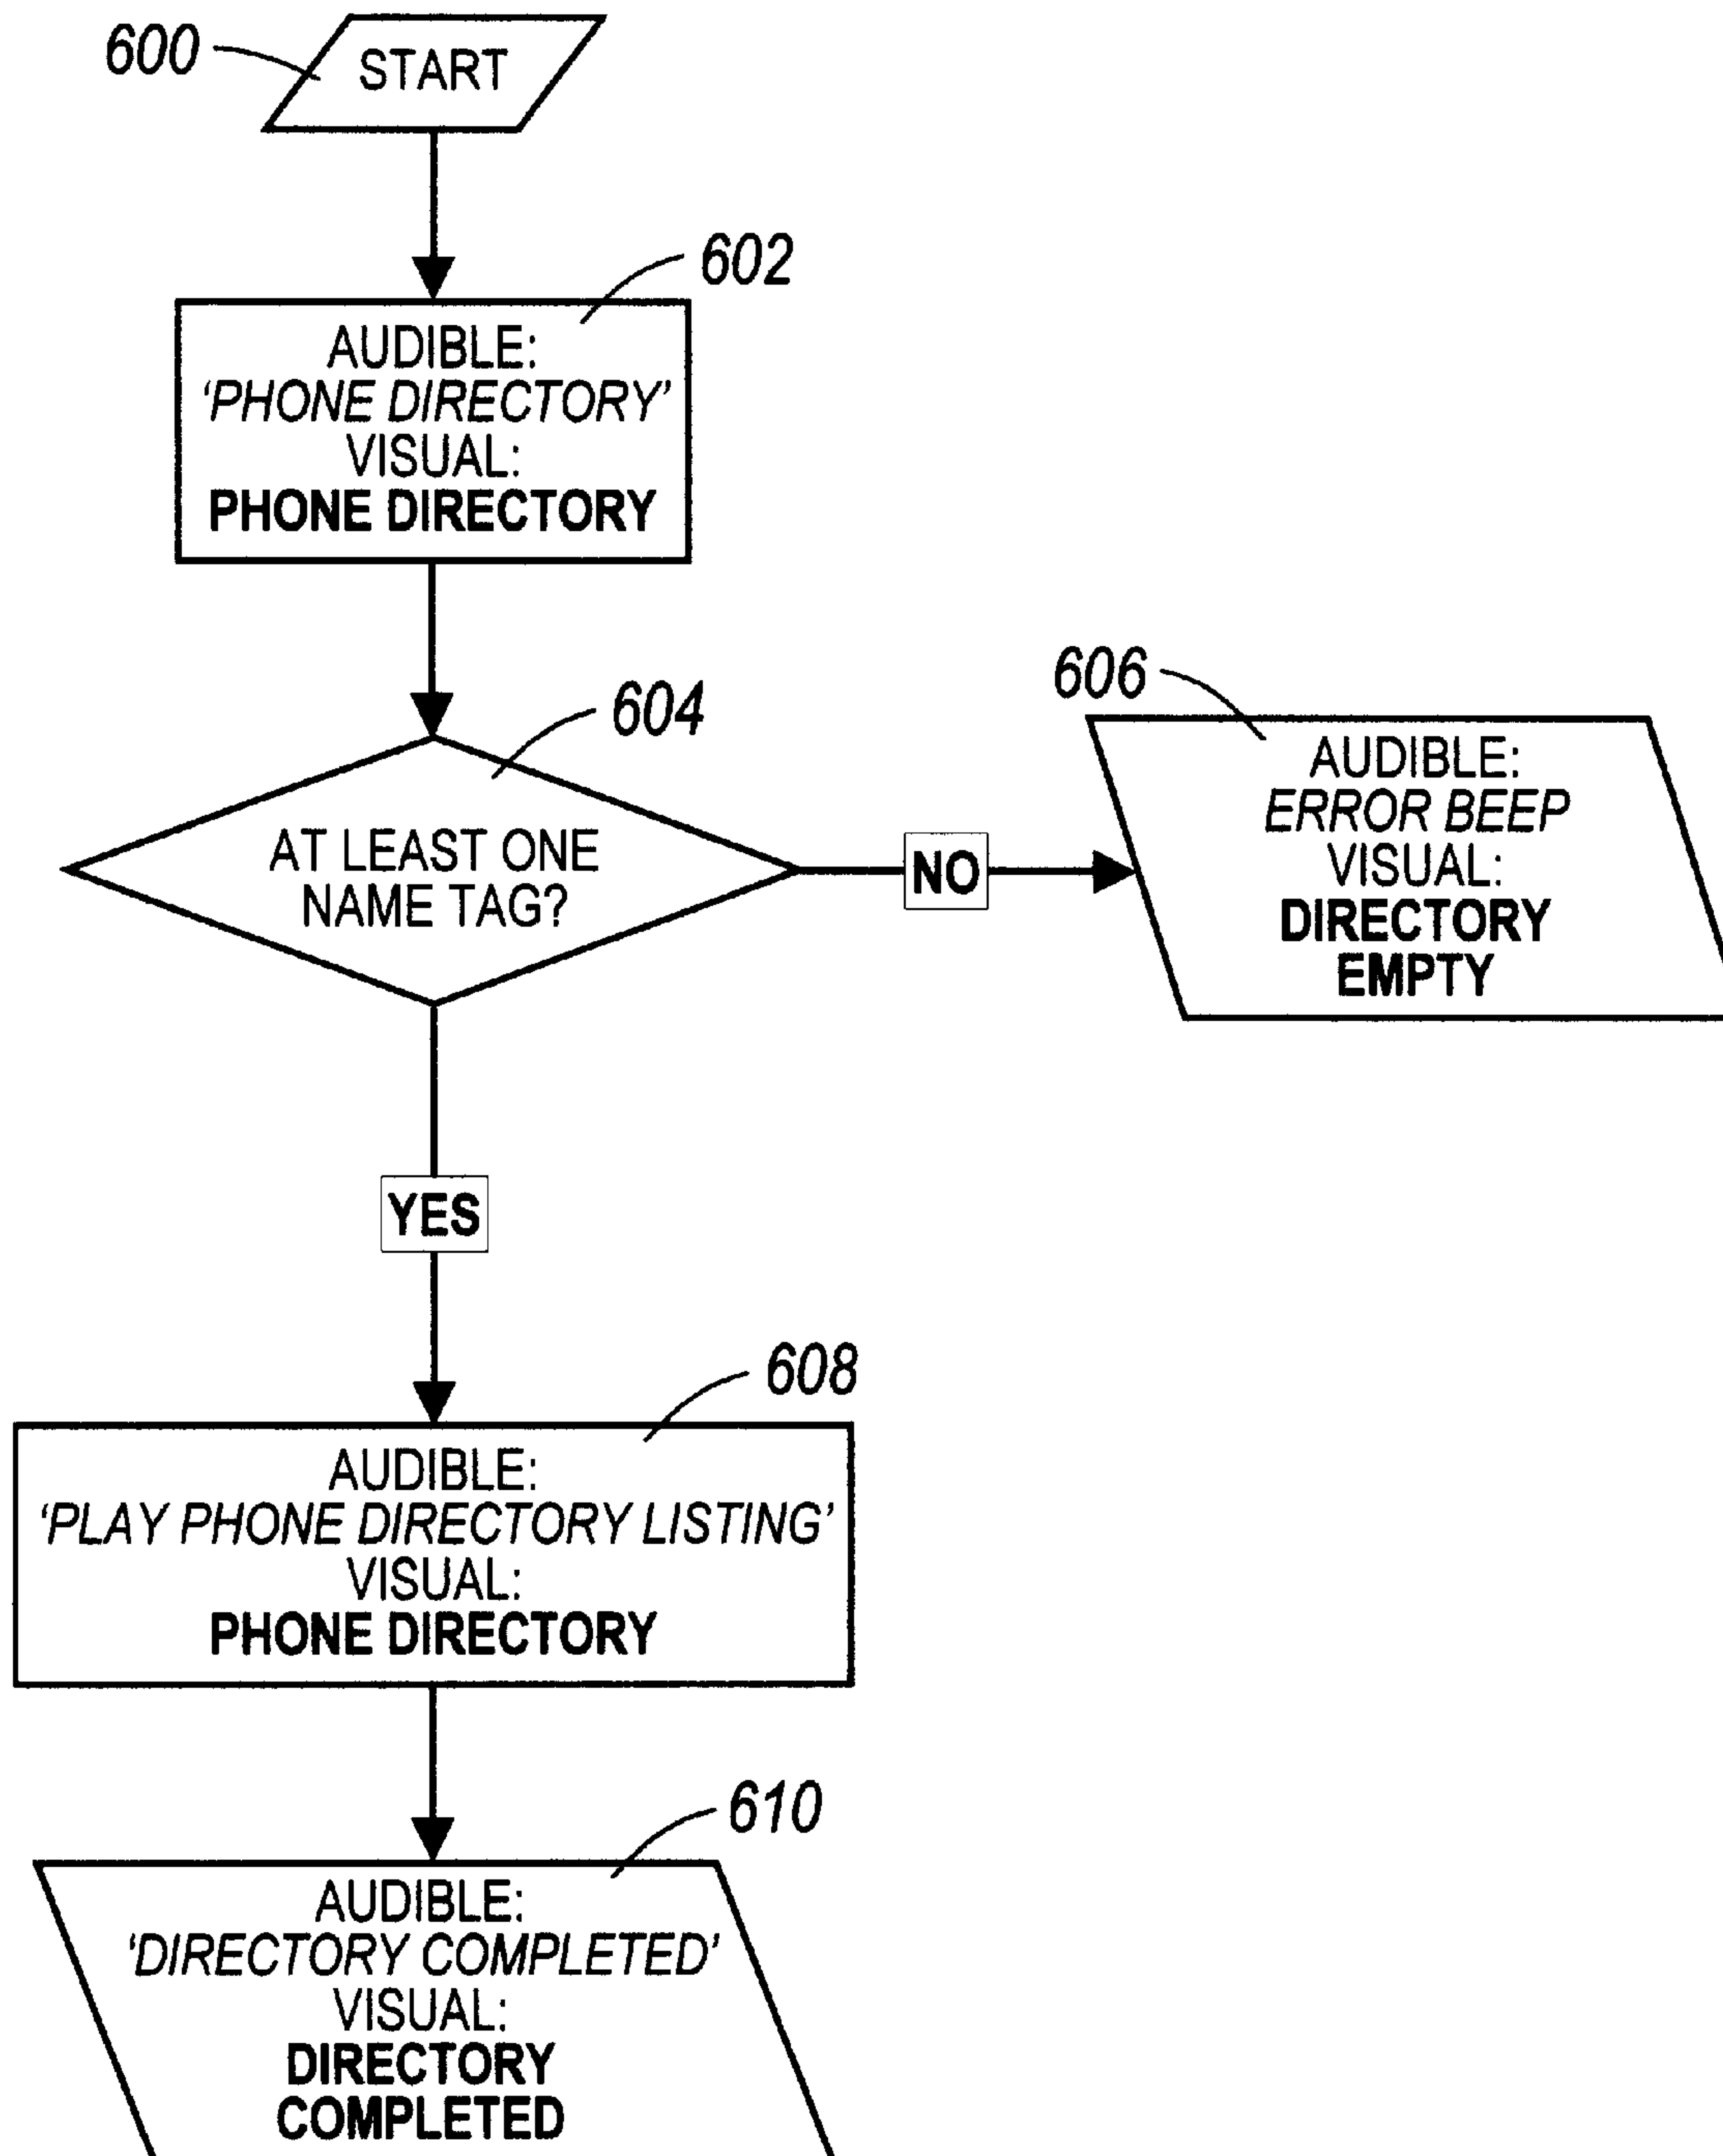 600
START
602
AUDIBLE:
‘PHONE DIRECTORY’
VISUAL:
PHONE DIRECTORY
604
AT LEAST ONE
NAME TAG?
NO
606
AUDIBLE:
ERROR BEEP
VISUAL:
DIRECTORY
EMPTY
YES
608
AUDIBLE:
‘PLAY PHONE DIRECTORY LISTING’
VISUAL:
PHONE DIRECTORY
610
AUDIBLE:
‘DIRECTORY COMPLETED’
VISUAL:
DIRECTORY
COMPLETED